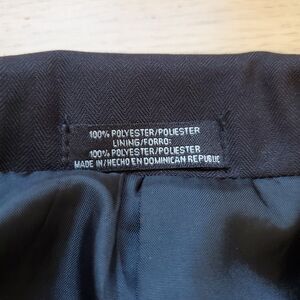 100% POLYESTER/POLIESTER
LINING/FORRO:
100% POLYESTER/POLIESTER
MADE IN/HECHO EN DOMINICAN REPUBLIC